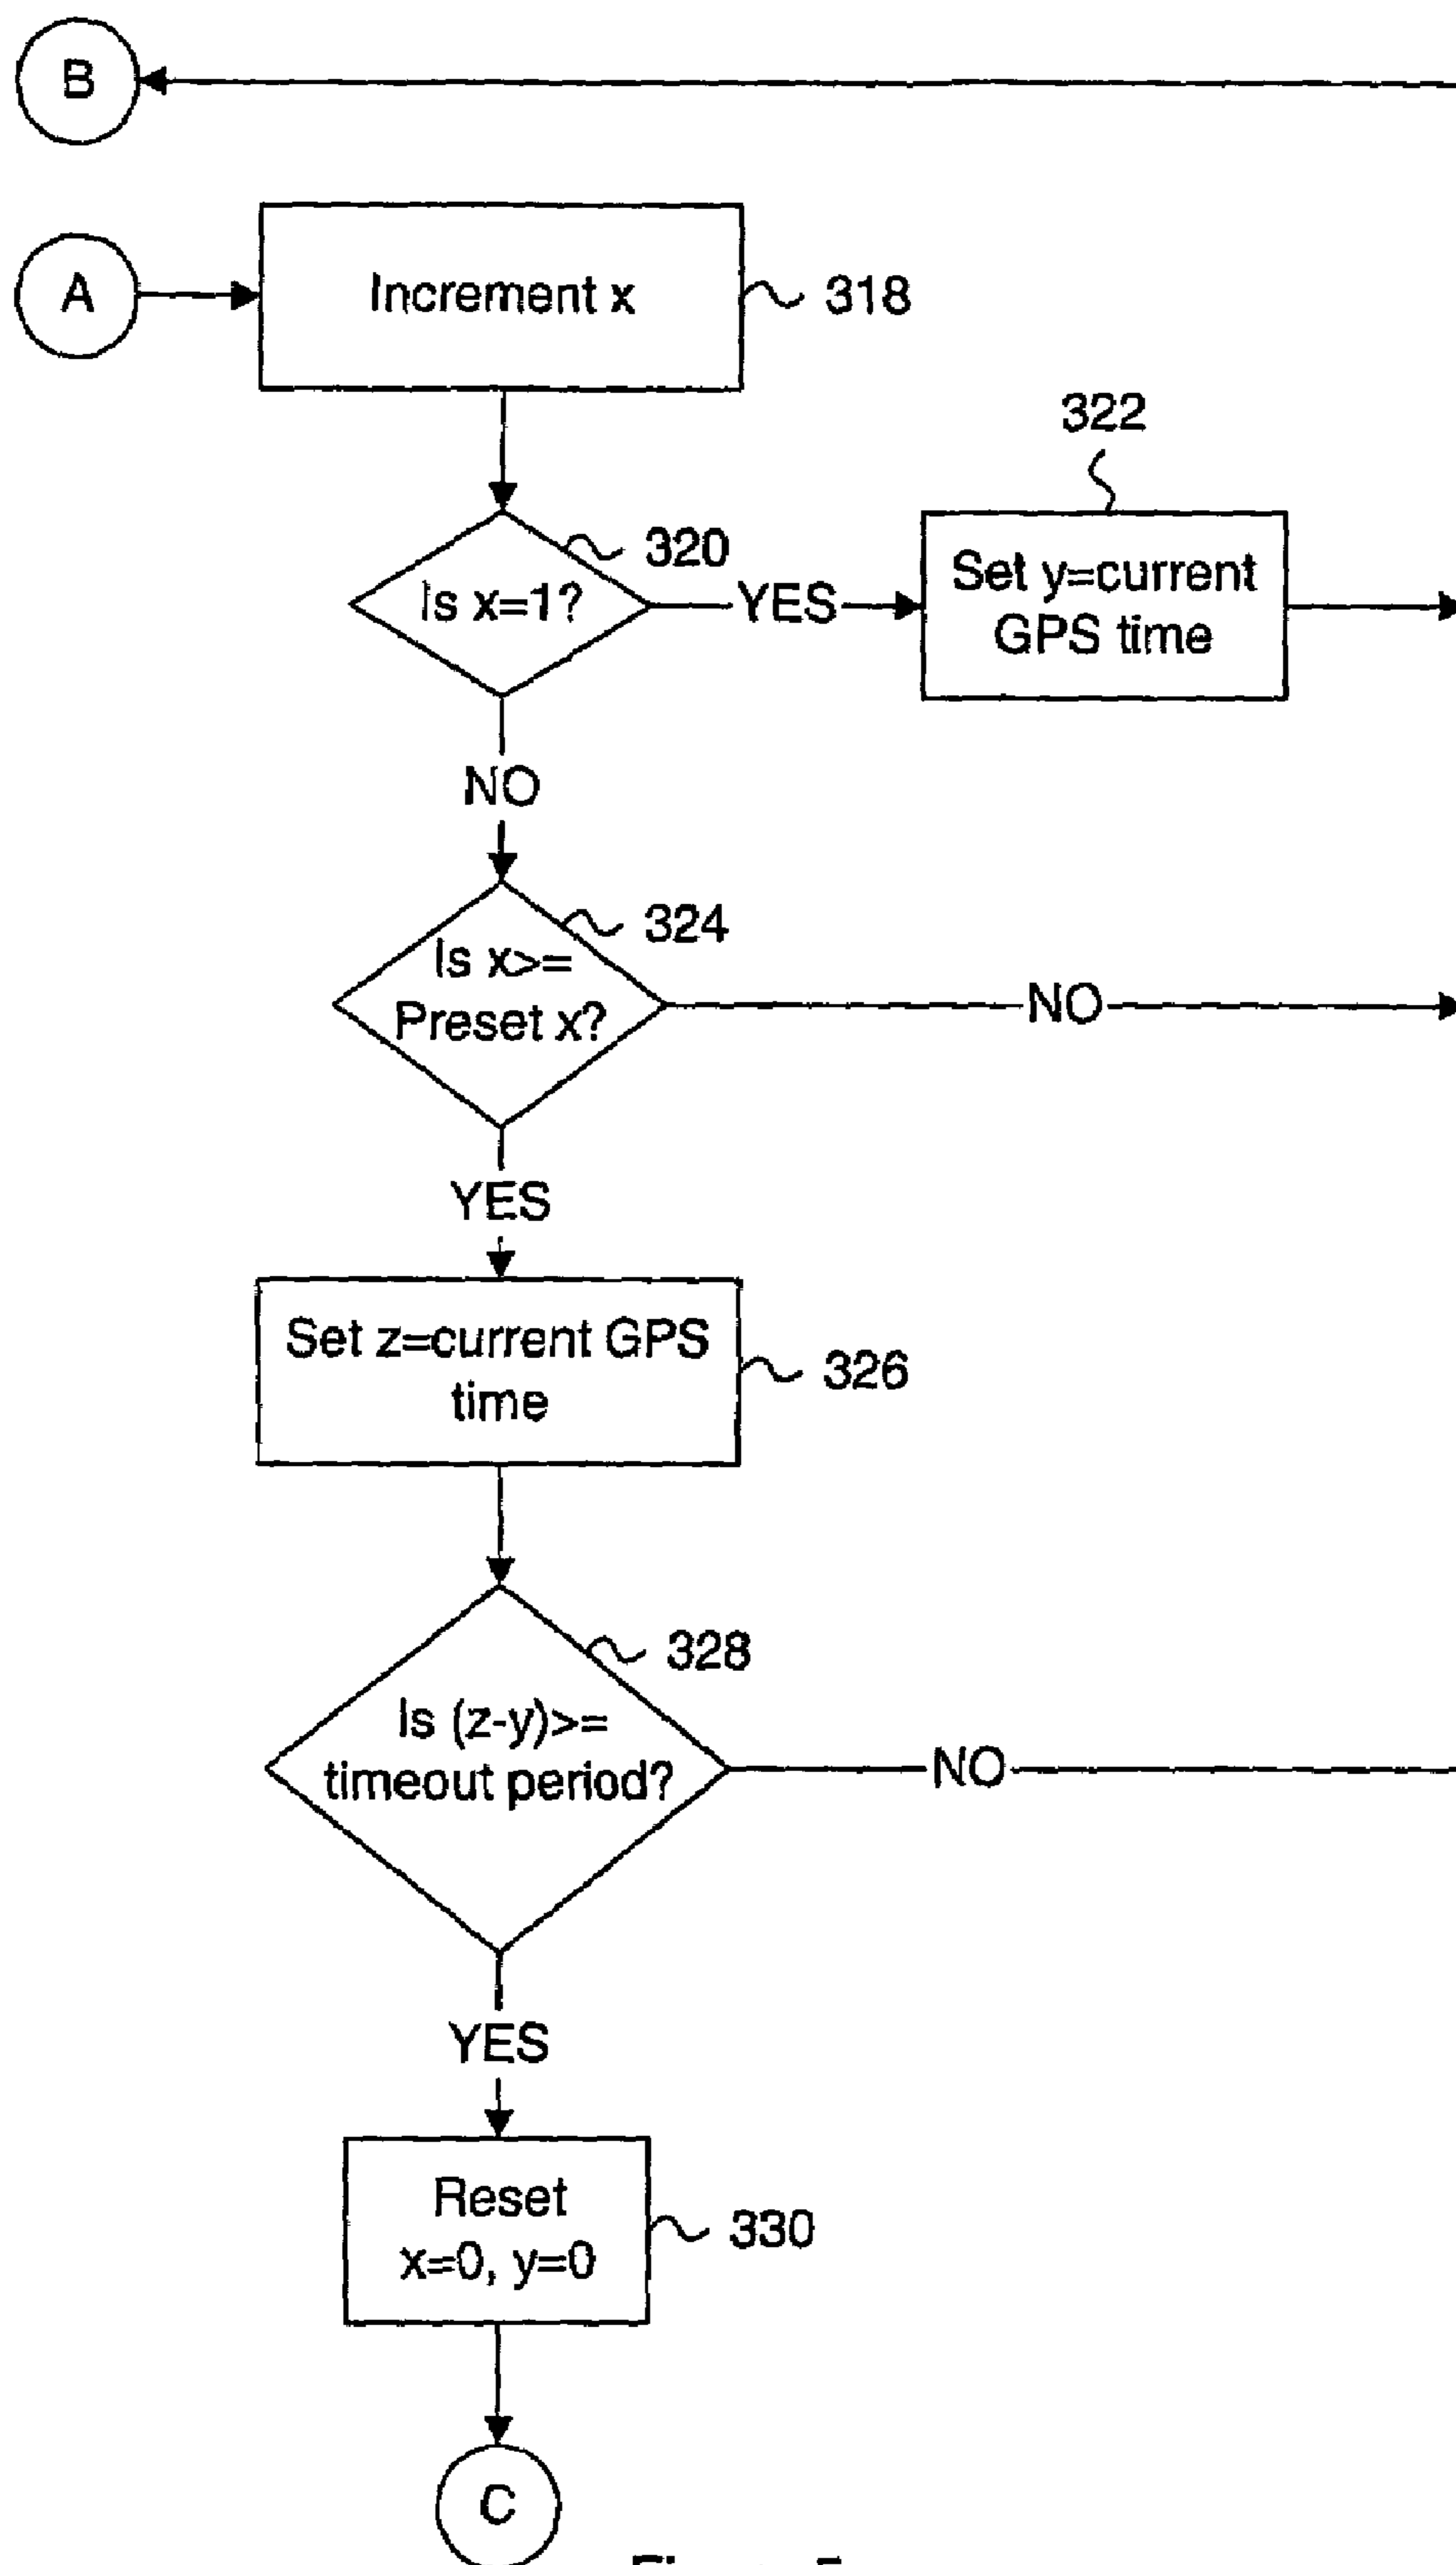 B
A
Increment x
318
322
320
Is x=1?
YES
Set y=current
GPS time
NO
324
Is x>=
Preset x?
NO
YES
Set z=current GPS
time
326
328
Is (z-y)>=
timeout period?
NO
YES
Reset
x=0, y=0
330
C